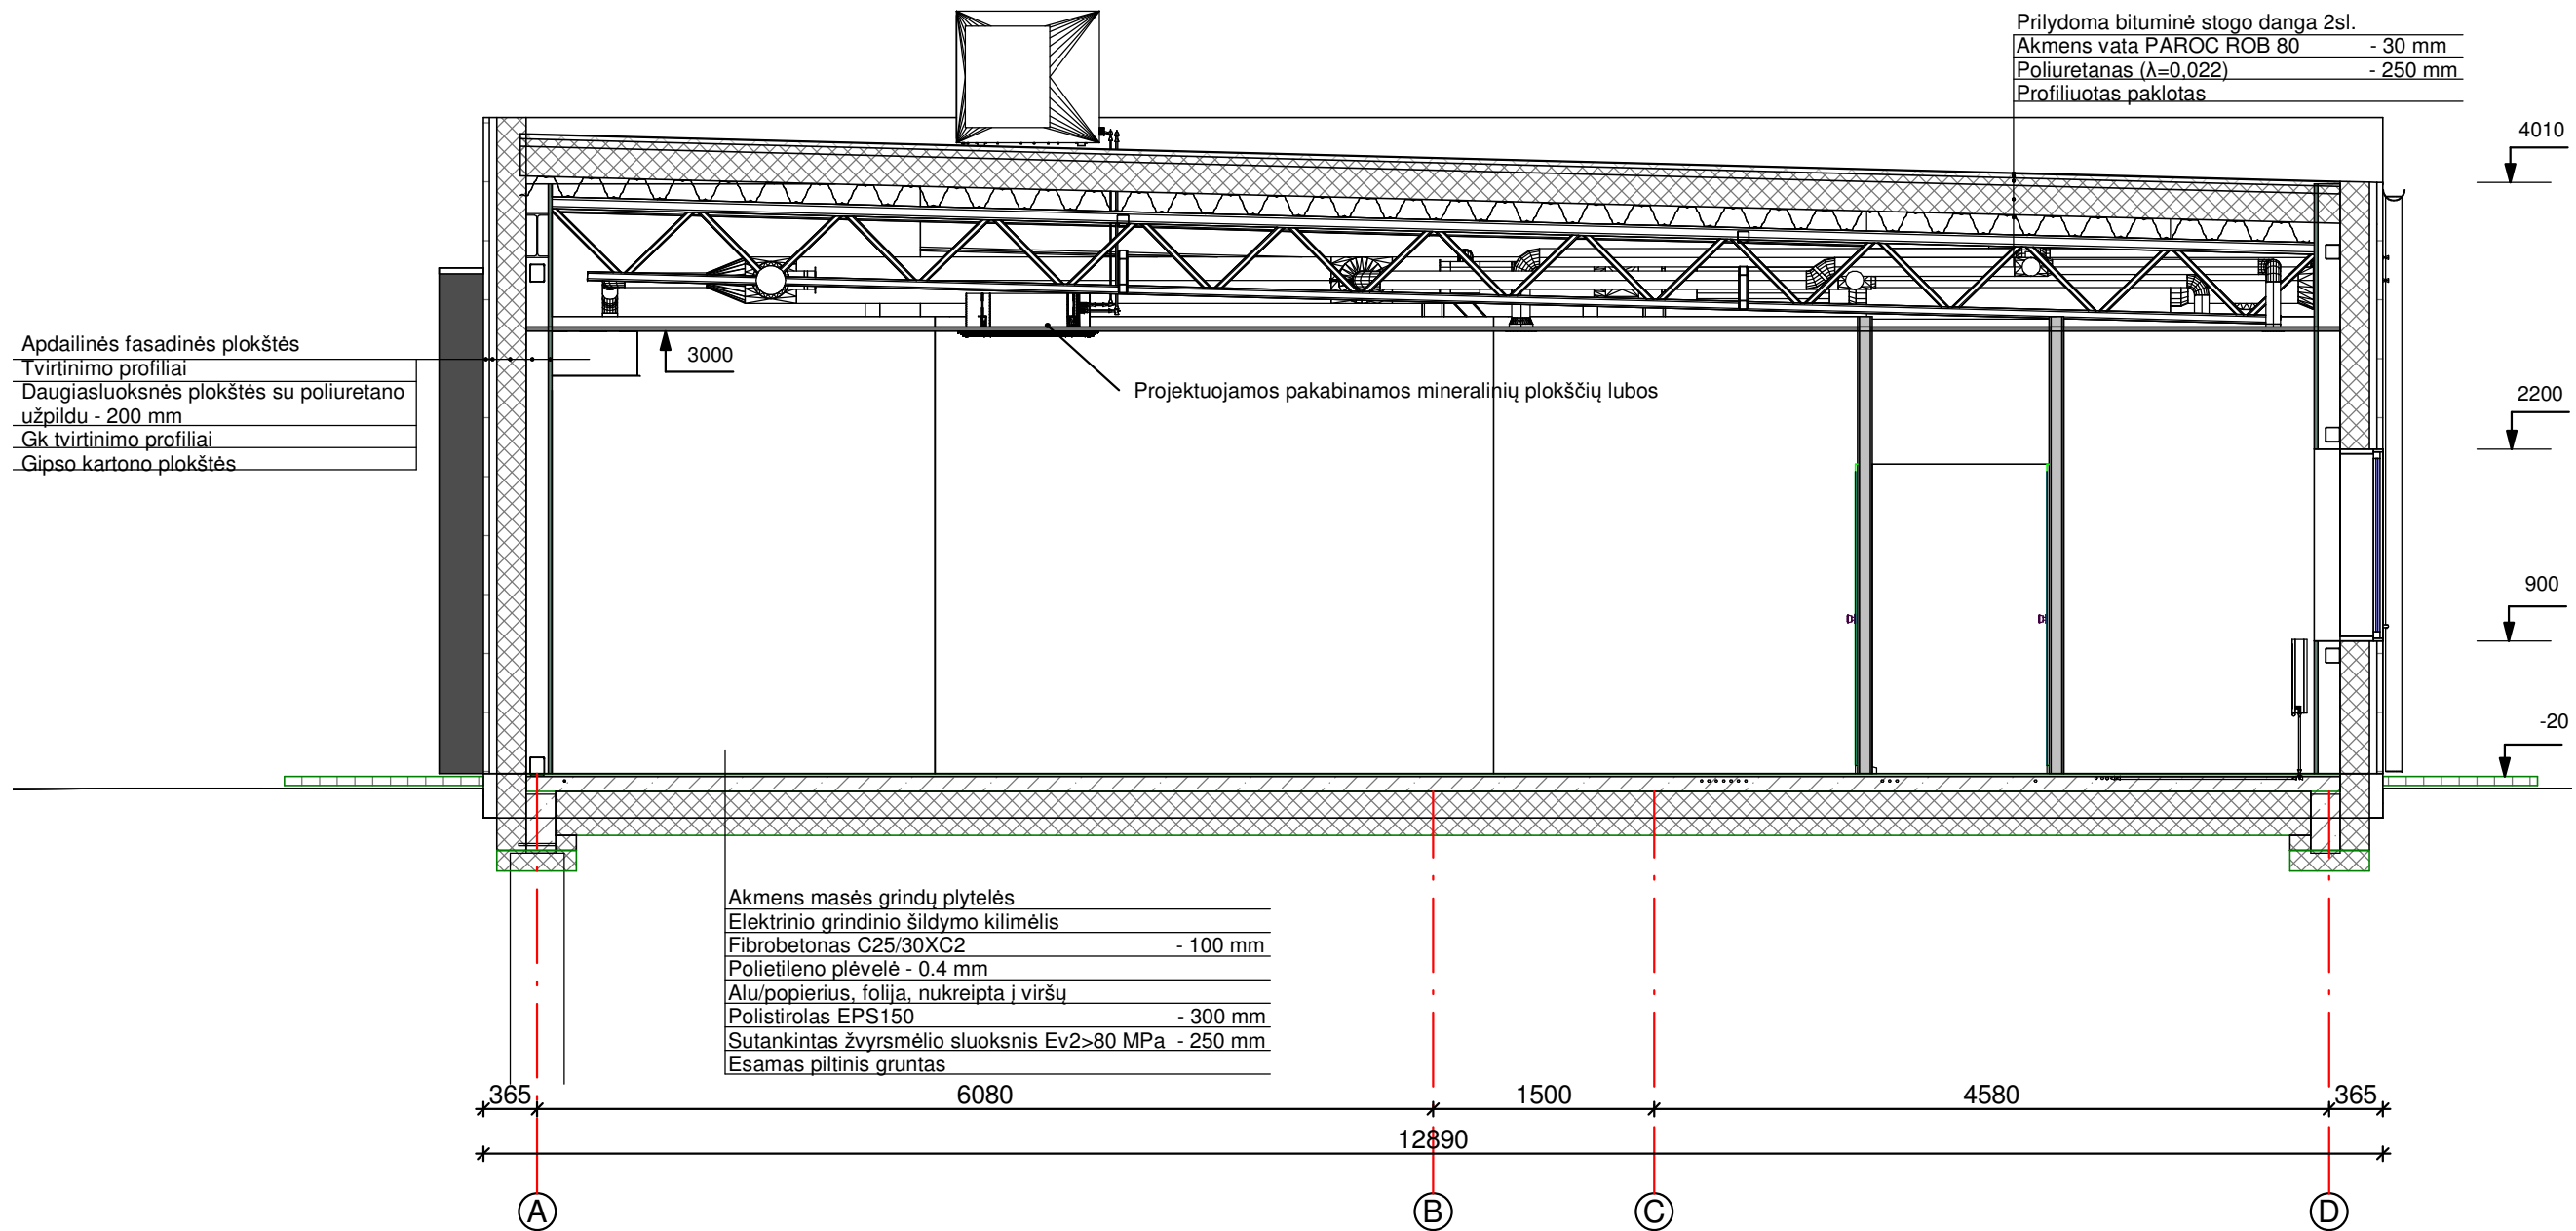 Prilydoma bituminė stogo danga 2sl.
Akmens vata PAROC ROB 80 - 30 mm
Poliuretanas (λ=0,022) - 250 mm
Profiliuotas paklotas
4010
Apdailinės fasadinės plokštės
Tvirtinimo profiliai
Daugiasluoksnės plokštės su poliuretano
užpildu - 200 mm
Gk tvirtinimo profiliai
Gipso kartono plokštės
3000
Projektuojamos pakabinamos mineralinių plokščių lubos
2200
900
-20
Akmens masės grindų plytelės
Elektrinio grindinio šildymo kilimėlis
Fibrobetonas C25/30XC2 - 100 mm
Polietileno plėvelė - 0.4 mm
Alu/popierius, folija, nukreipta į viršų
Polistirolas EPS150 - 300 mm
Sutankintas žvyrsmėlio sluoksnis Ev2>80 MPa - 250 mm
Esamas piltinis gruntas
365 6080 1500 4580 365
12890
A B C D